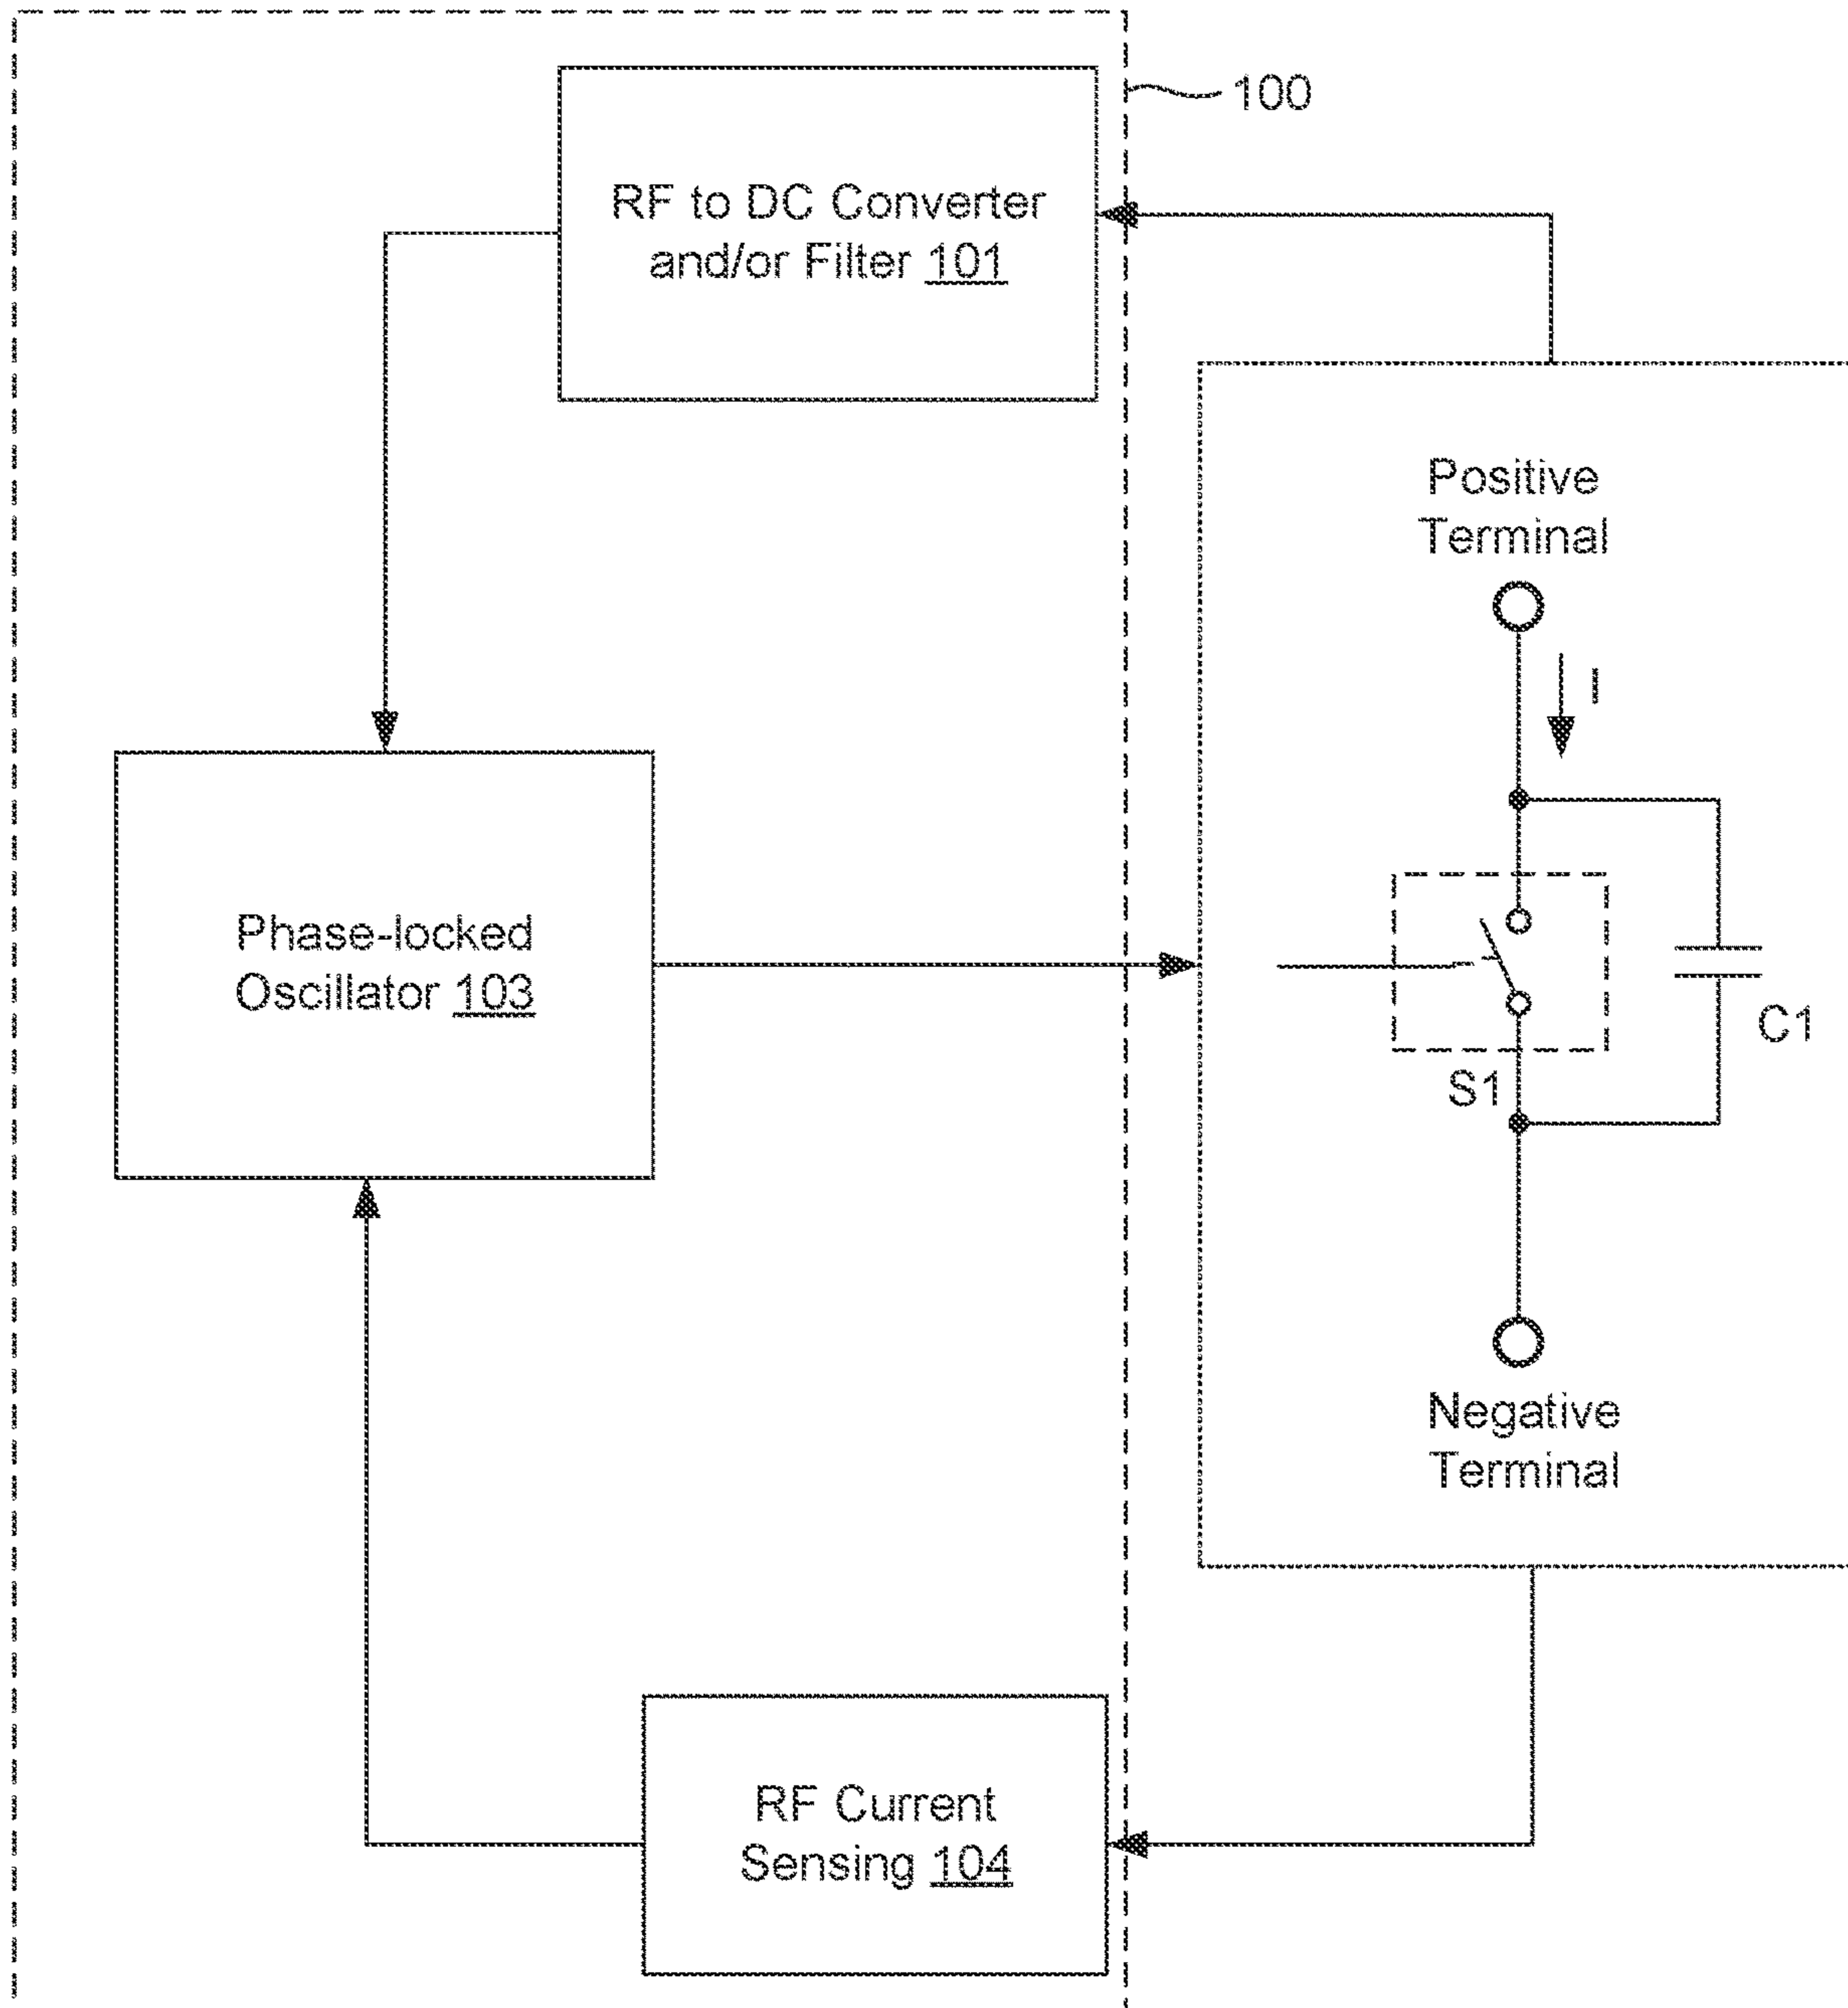 100
RF to DC Converter
and/or Filter 101
Positive
Terminal
I
Phase-locked
Oscillator 103
C1
S1
Negative
Terminal
RF Current
Sensing 104